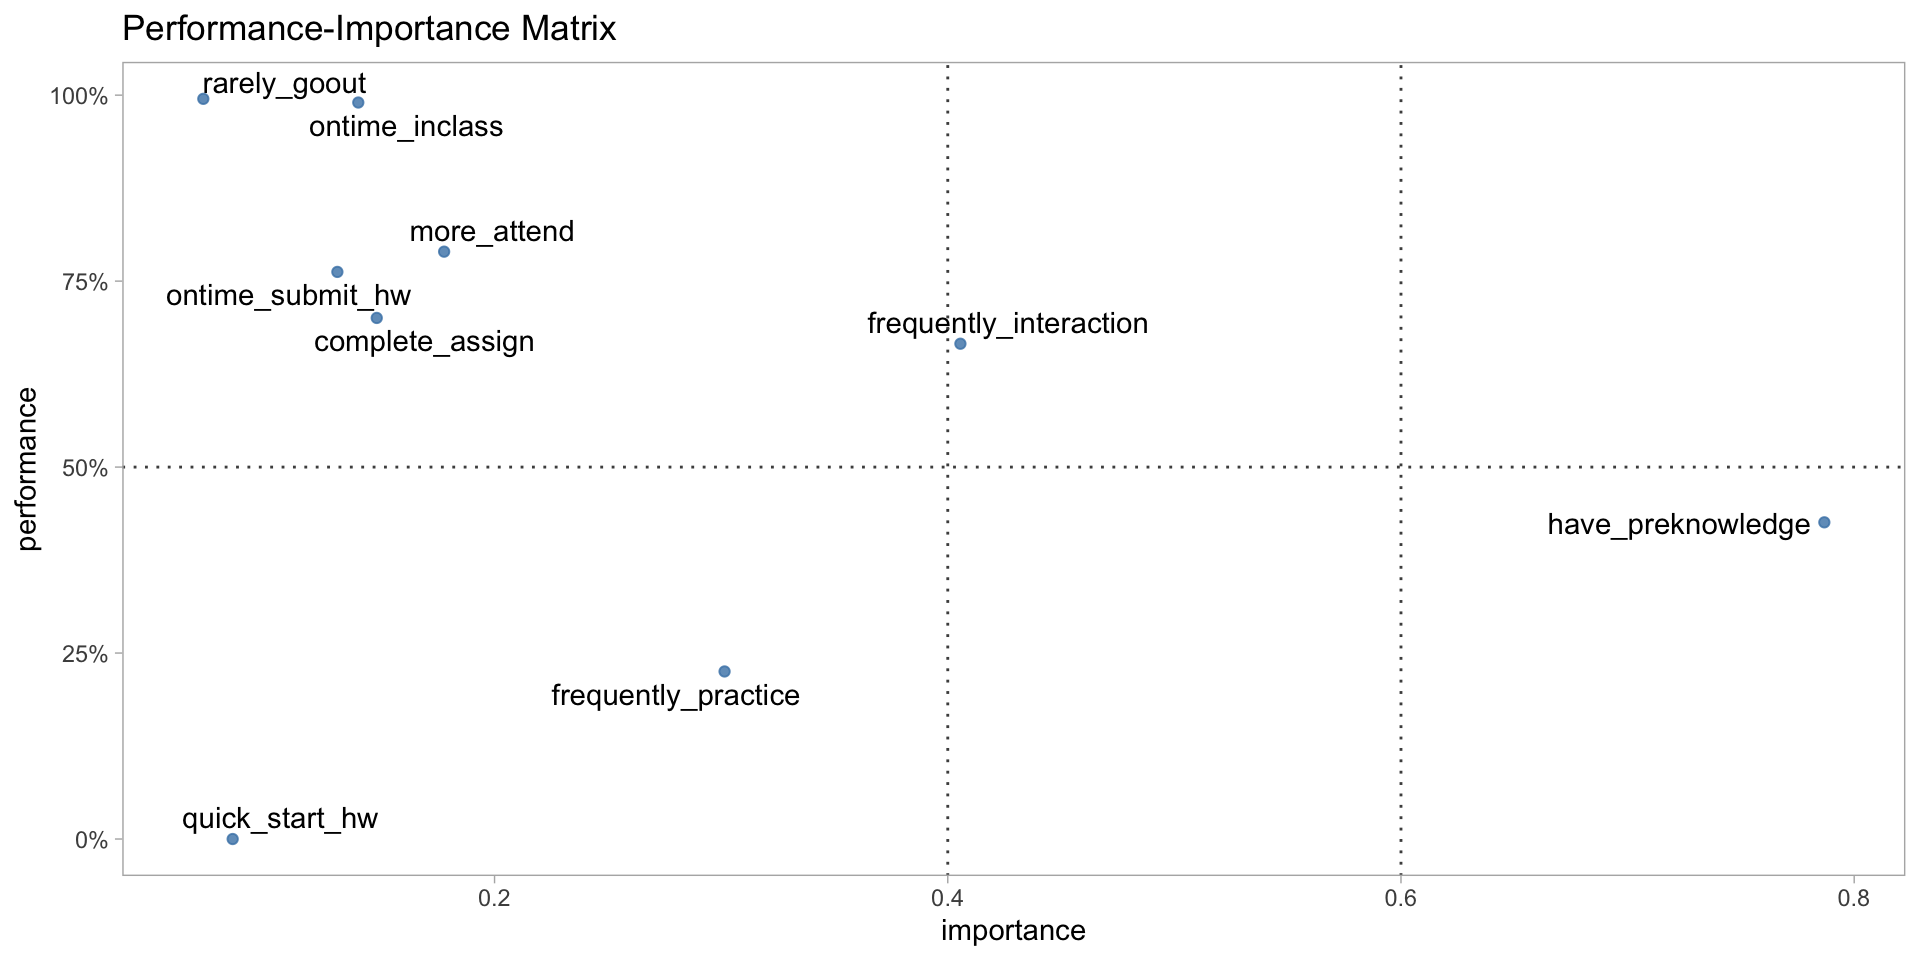 Performance-Importance Matrix
100%
75%
50%
25%
0%
performance
rarely_goout
ontime_inclass
more_attend
ontime_submit_hw
complete_assign
frequently_interaction
have_preknowledge
frequently_practice
quick_start_hw
0.2
0.4
0.6
0.8
importance